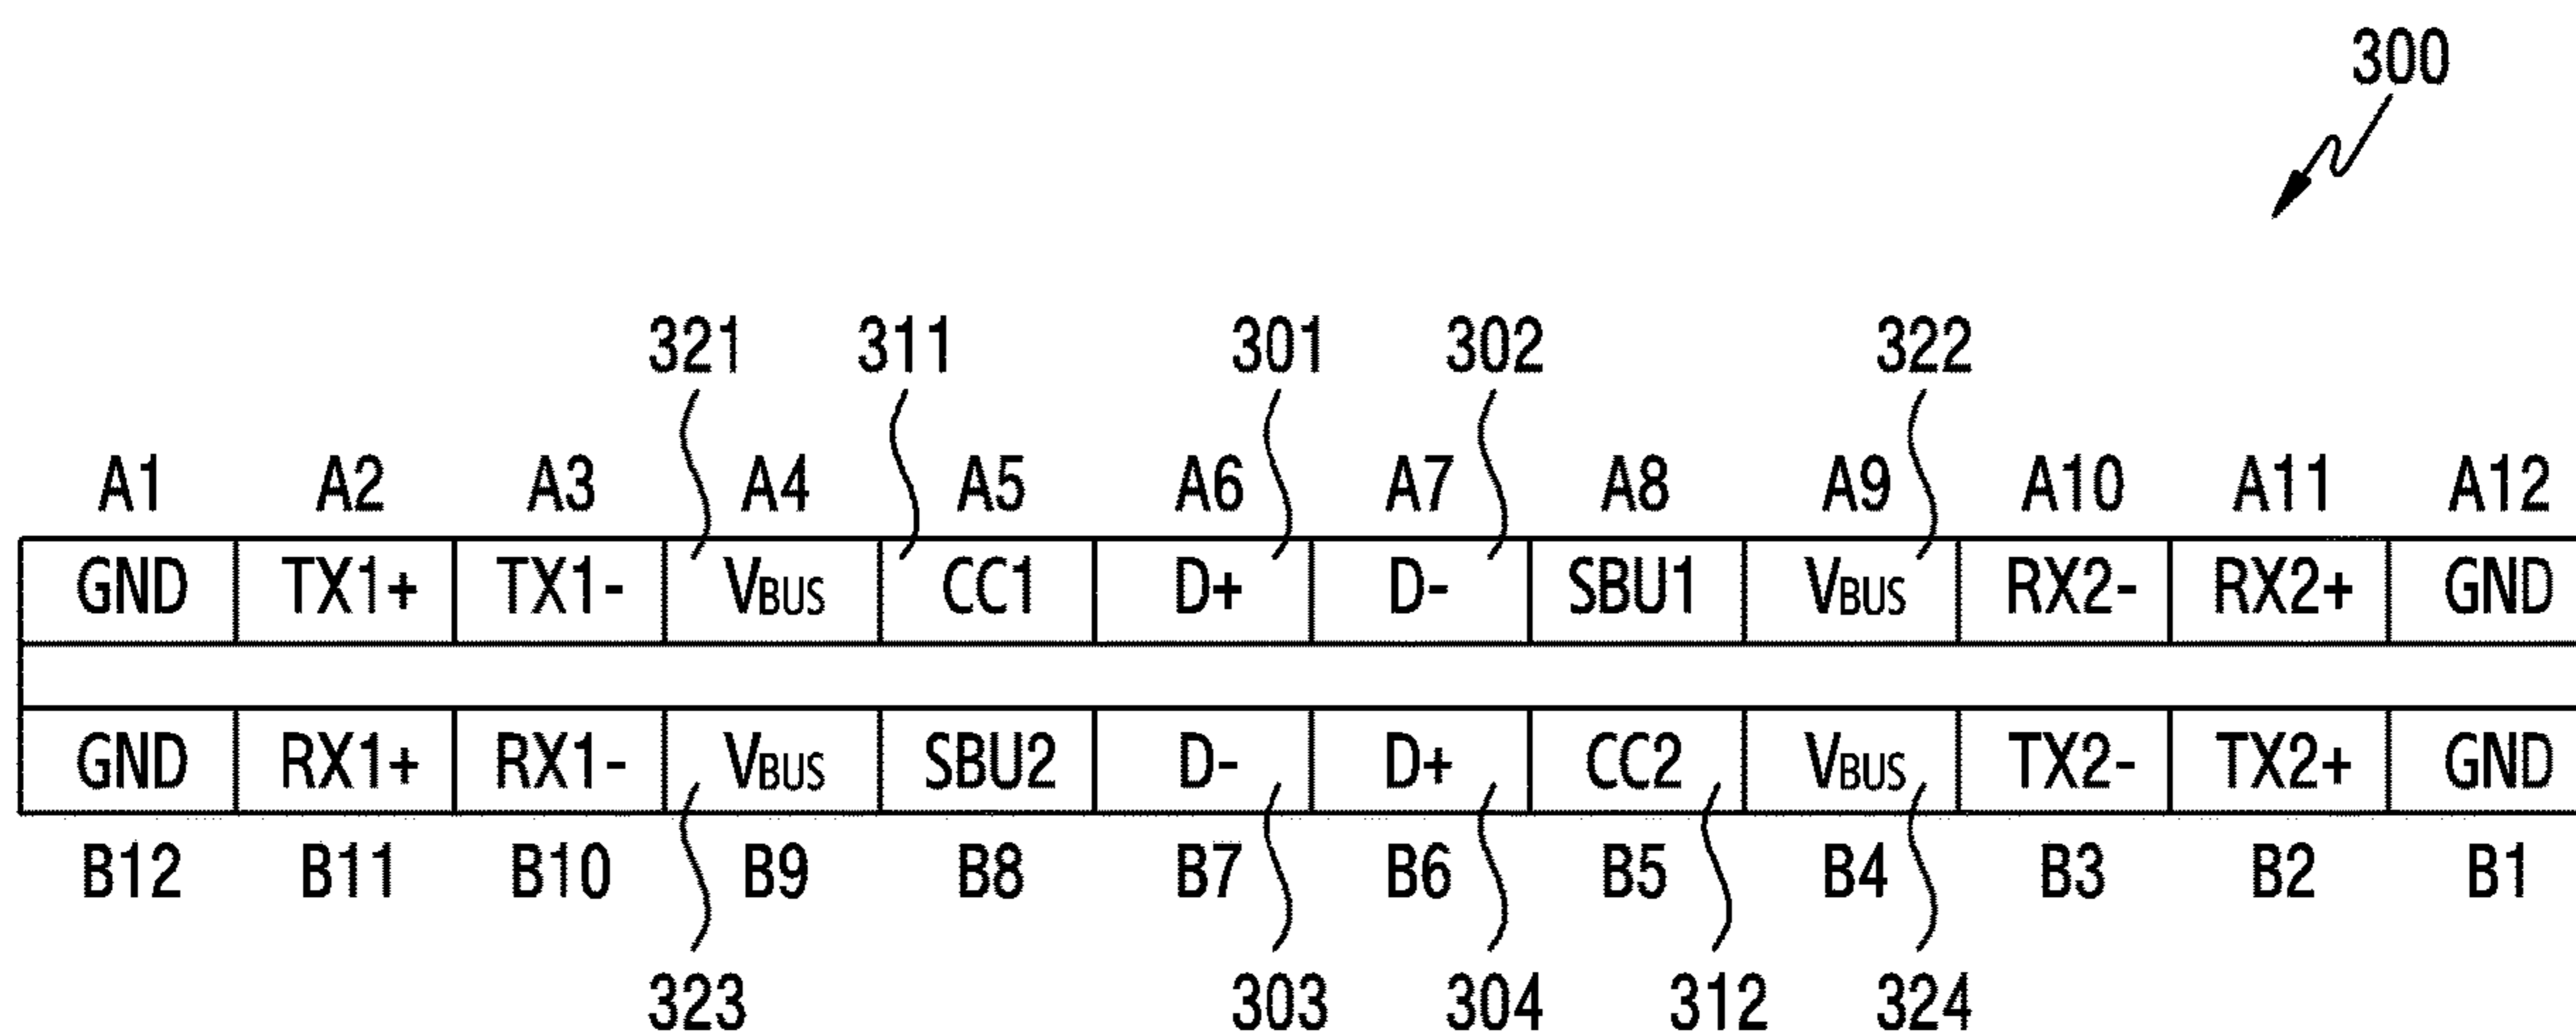 300
321 311 301 302 322
A1 A2 A3 A4 A5 A6 A7 A8 A9 A10 A11 A12
GND TX1+ TX1- VBUS CC1 D+ D- SBU1 VBUS RX2- RX2+ GND
GND RX1+ RX1- VBUS SBU2 D- D+ CC2 VBUS TX2- TX2+ GND
B12 B11 B10 B9 B8 B7 B6 B5 B4 B3 B2 B1
323 303 304 312 324